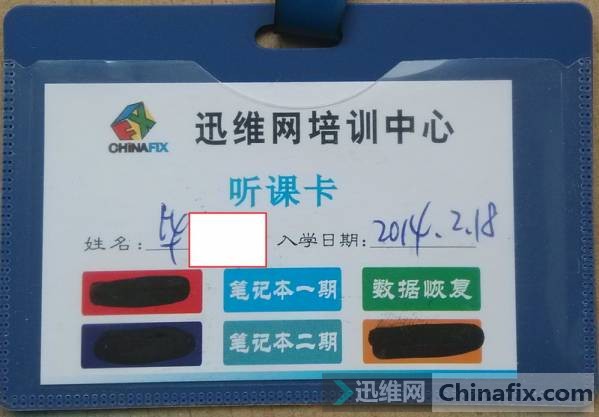 CHINAFIX
迅维网培训中心
听课卡
姓名: 毕 入学日期: 2014.2.18
笔记本一期 数据恢复
笔记本二期
迅维网 Chinafix.com